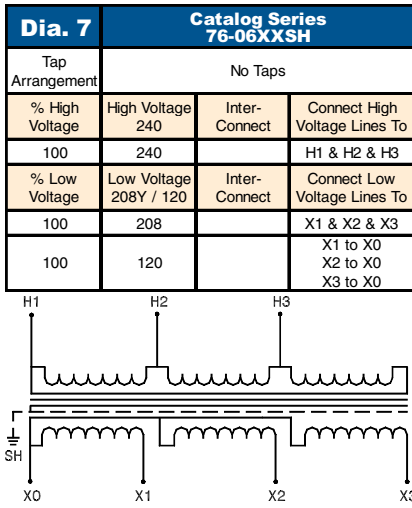 Dia. 7
Catalog Series
76-06XXSH
Tap
Arrangement
No Taps
% High
Voltage
High Voltage
240
Inter-
Connect
Connect High
Voltage Lines To
100
240
H1 & H2 & H3
% Low
Voltage
Low Voltage
208Y / 120
Inter-
Connect
Connect Low
Voltage Lines To
100
208
X1 & X2 & X3
100
120
X1 to X0
X2 to X0
X3 to X0
H1
H2
H3
SH
X0
X1
X2
X3